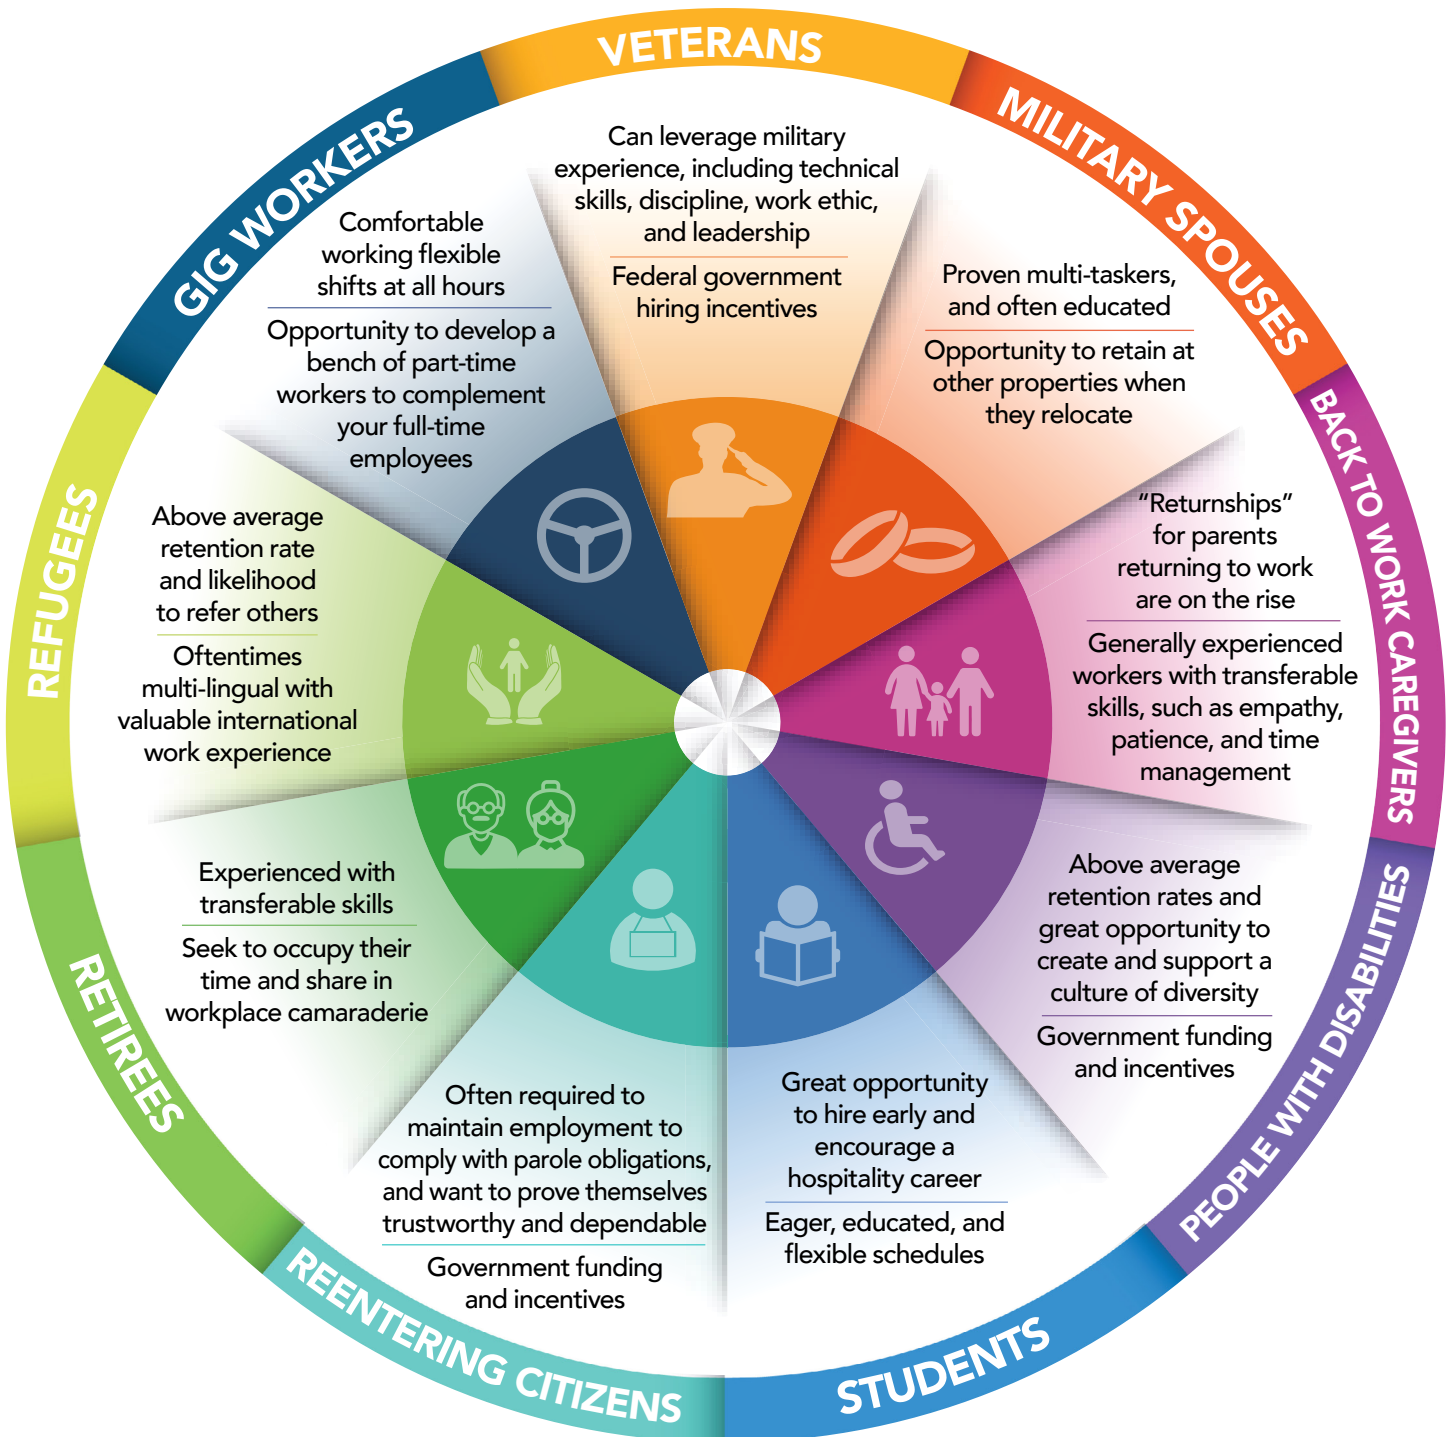 VETERANS
Can leverage military
experience, including technical
skills, discipline, work ethic,
and leadership
Federal government
hiring incentives
MILITARY SPOUSES
Proven multi-taskers,
and often educated
Opportunity to retain at
other properties when
they relocate
BACK TO WORK CAREGIVERS
“Returnships”
for parents
returning to work
are on the rise
Generally experienced
workers with transferable
skills, such as empathy,
patience, and time
management
PEOPLE WITH DISABILITIES
Above average
retention rates and
great opportunity to
create and support a
culture of diversity
Government funding
and incentives
STUDENTS
Great opportunity
to hire early and
encourage a
hospitality career
Eager, educated, and
flexible schedules
REENTERING CITIZENS
Often required to
maintain employment to
comply with parole obligations,
and want to prove themselves
trustworthy and dependable
Government funding
and incentives
RETIREES
Experienced with
transferable skills
Seek to occupy their
time and share in
workplace camaraderie
REFUGEES
Above average
retention rate
and likelihood
to refer others
Oftentimes
multi-lingual with
valuable international
work experience
GIG WORKERS
Comfortable
working flexible
shifts at all hours
Opportunity to develop a
bench of part-time
workers to complement
your full-time
employees